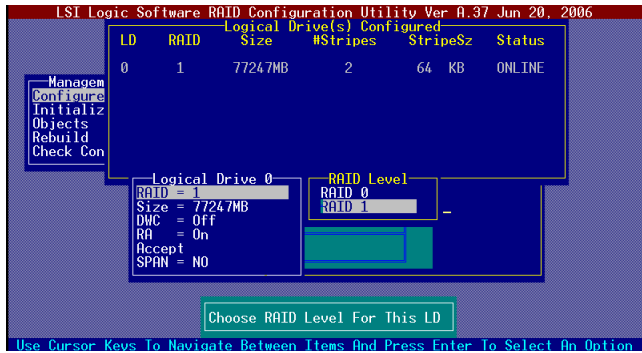 LSI Logic Software RAID Configuration Utility Ver A.37 Jun 20, 2006
Logical Drive(s) Configured
LD RAID Size #Stripes StripeSz Status
0 1 77247MB 2 64 KB ONLINE
Managem
Configure
Initializ
Objects
Rebuild
Check Con
Logical Drive 0
RAID = 1
Size = 77247MB
DWC = Off
RA = On
Accept
SPAN = NO
RAID Level
RAID 0
RAID 1
Choose RAID Level For This LD
Use Cursor Keys To Navigate Between Items And Press Enter To Select An Option